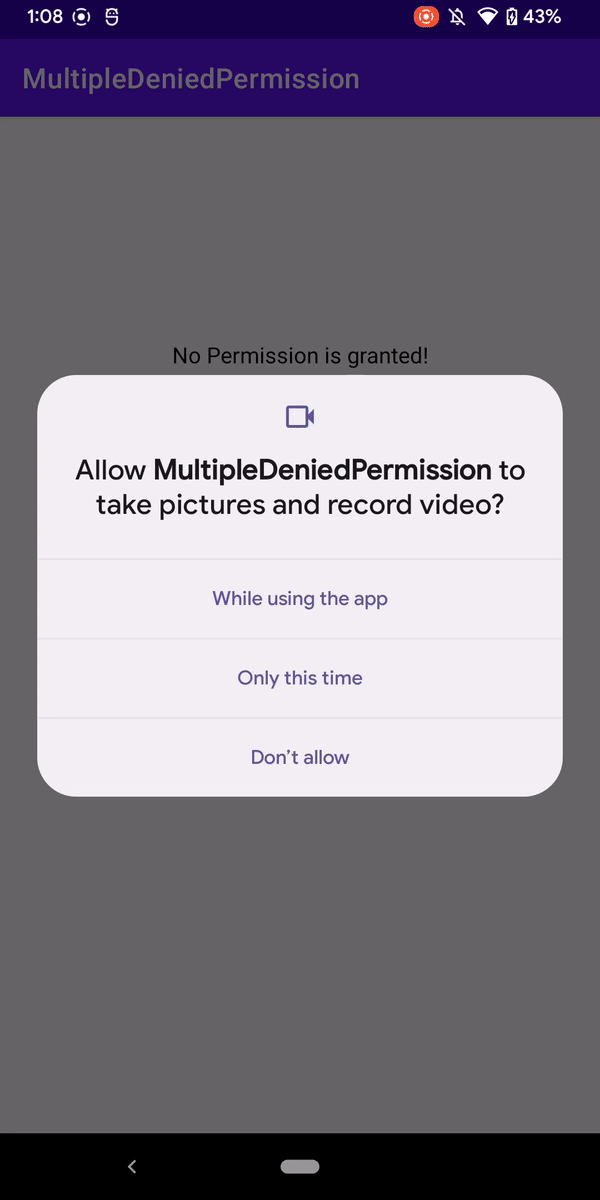 1:08 43%
MultipleDeniedPermission
No Permission is granted!
Allow MultipleDeniedPermission to
take pictures and record video?
While using the app
Only this time
Don’t allow